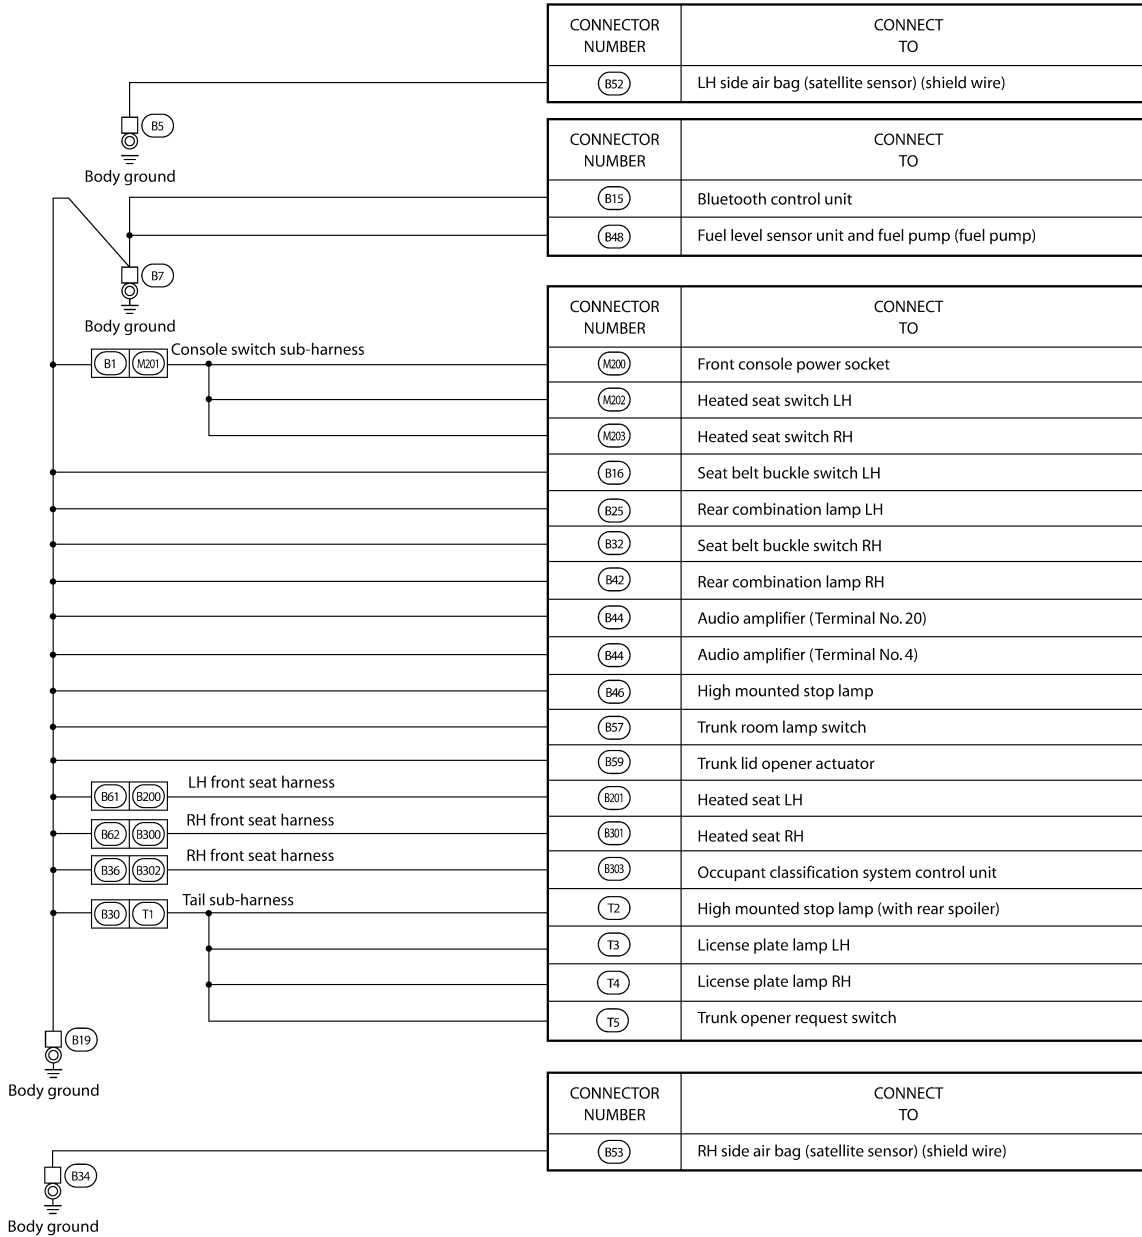 CONNECTOR NUMBER
CONNECT TO
B52 LH side air bag (satellite sensor) (shield wire)
B5
Body ground
CONNECTOR NUMBER
CONNECT TO
B15 Bluetooth control unit
B48 Fuel level sensor unit and fuel pump (fuel pump)
B7
Body ground
CONNECTOR NUMBER
CONNECT TO
Console switch sub-harness
B1 M201 M200 Front console power socket
M202 Heated seat switch LH
M203 Heated seat switch RH
B16 Seat belt buckle switch LH
B25 Rear combination lamp LH
B32 Seat belt buckle switch RH
B42 Rear combination lamp RH
B44 Audio amplifier (Terminal No. 20)
B44 Audio amplifier (Terminal No. 4)
B46 High mounted stop lamp
B57 Trunk room lamp switch
B59 Trunk lid opener actuator
LH front seat harness
B61 B200 B201 Heated seat LH
RH front seat harness
B62 B300 B301 Heated seat RH
RH front seat harness
B36 B302 B303 Occupant classification system control unit
Tail sub-harness
B30 T1 T2 High mounted stop lamp (with rear spoiler)
T3 License plate lamp LH
T4 License plate lamp RH
T5 Trunk opener request switch
B19
Body ground
CONNECTOR NUMBER
CONNECT TO
B53 RH side air bag (satellite sensor) (shield wire)
B34
Body ground